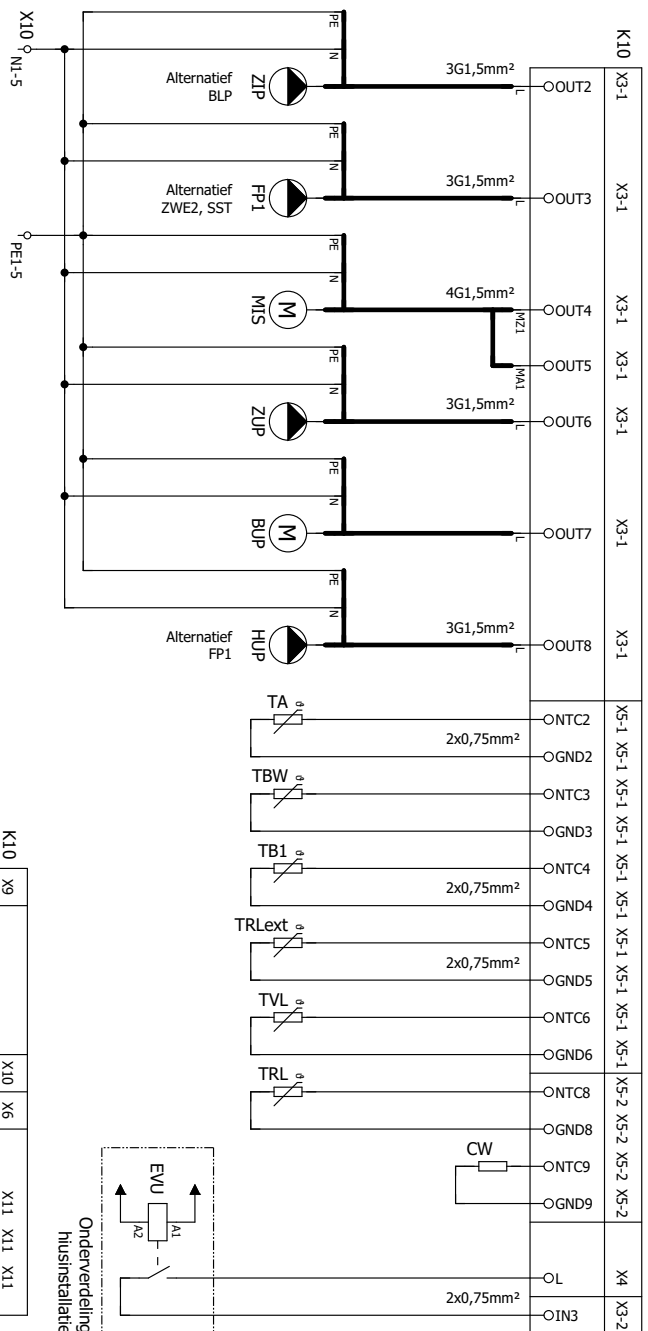 K10
X3-1
OUT2
3G1,5mm²
L
PE
N
ZIP
Alternatief
BLP
X10
N1-5
X3-1
OUT3
3G1,5mm²
L
PE
N
FP1
Alternatief
ZWE2, SST
PE1-5
X3-1
OUT4
4G1,5mm²
MZ1
PE
N
M
MIS
X3-1
OUT5
MA1
X3-1
OUT6
3G1,5mm²
L
PE
N
ZUP
X3-1
OUT7
L
PE
N
M
BUP
X3-1
OUT8
3G1,5mm²
L
PE
N
HUP
Alternatief
FP1
TA
ϑ
NTC2
X5-1
2x0,75mm²
GND2
X5-1
TBW
ϑ
NTC3
X5-1
GND3
X5-1
TB1
ϑ
NTC4
X5-1
2x0,75mm²
GND4
X5-1
TRLext
ϑ
NTC5
X5-1
2x0,75mm²
GND5
X5-1
TVL
ϑ
NTC6
X5-1
GND6
X5-1
TRL
ϑ
NTC8
X5-2
GND8
X5-2
CW
NTC9
X5-2
GND9
X5-2
EVU
A1
A2
L
X4
2x0,75mm²
IN3
X3-2
Onderverdeling
hiusinstallatie
K10
X9
X10
X6
X11
X11
X11